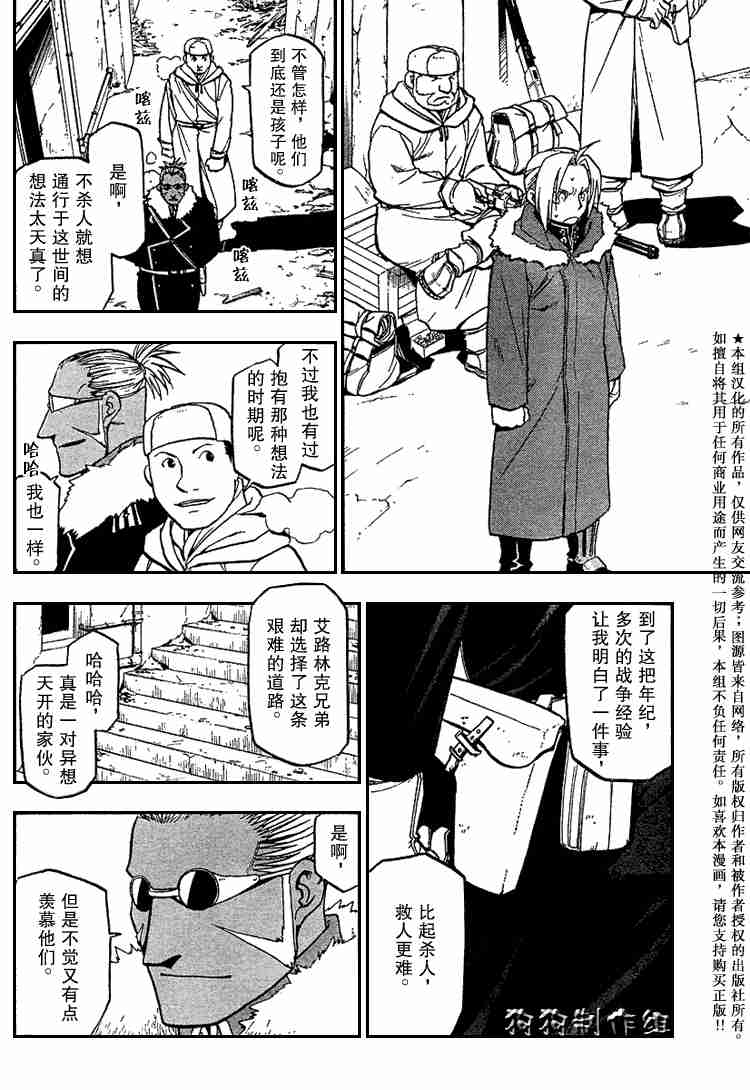 不管怎样，他们
到底还是孩子呢。
喀兹
喀兹
喀兹
是啊，
不杀人就想
通行于这世间的
想法太天真了。
不过我也有过
抱有那种想法
的时期呢。
哈哈
我也一样。
到了这把年纪，
多次的战争经验
让我明白了一件事，
比起杀人，
救人更难。
艾路林克兄弟
却选择了这条
艰难的道路。
哈哈哈，
真是一对异想
天开的家伙。
是啊，
但是不觉又有点
羡慕他们。
★本组汉化的所有作品，仅供网友交流参考；图源皆来自网络，所有版权归作者和被作者授权的出版社所有。
如擅自将其用于任何商业用途而产生的一切后果，本组不负任何责任。如喜欢本漫画，请您支持购买正版!!
狗狗制作组